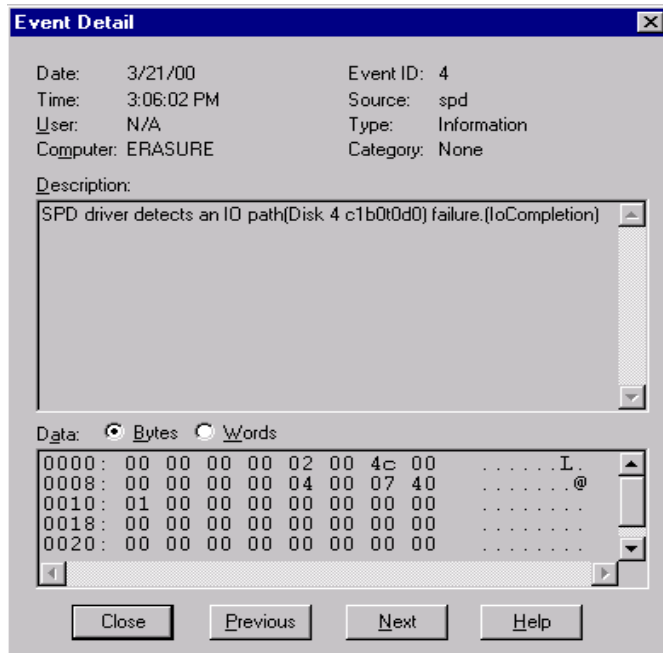 Event Detail
Date: 3/21/00 Event ID: 4
Time: 3:06:02 PM Source: spd
User: N/A Type: Information
Computer: ERASURE Category: None
Description:
SPD driver detects an IO path(Disk 4 c1b0t0d0) failure.(IoCompletion)
Data: Bytes Words
0000: 00 00 00 00 02 00 4c 00 ......L.
0008: 00 00 00 00 04 00 07 40 .......@
0010: 01 00 00 00 00 00 00 00 ........
0018: 00 00 00 00 00 00 00 00 ........
0020: 00 00 00 00 00 00 00 00 ........
Close Previous Next Help